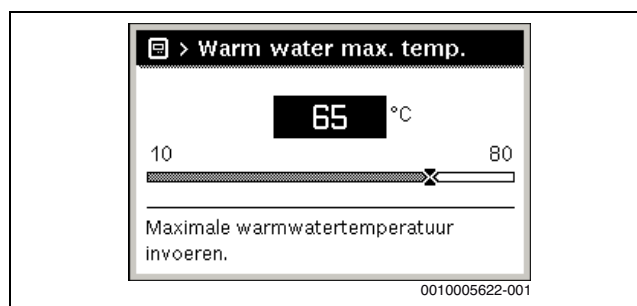 > Warm water max. temp.
65 °C
10 80
Maximale warmwatertemperatuur
invoeren.
0010005622-001